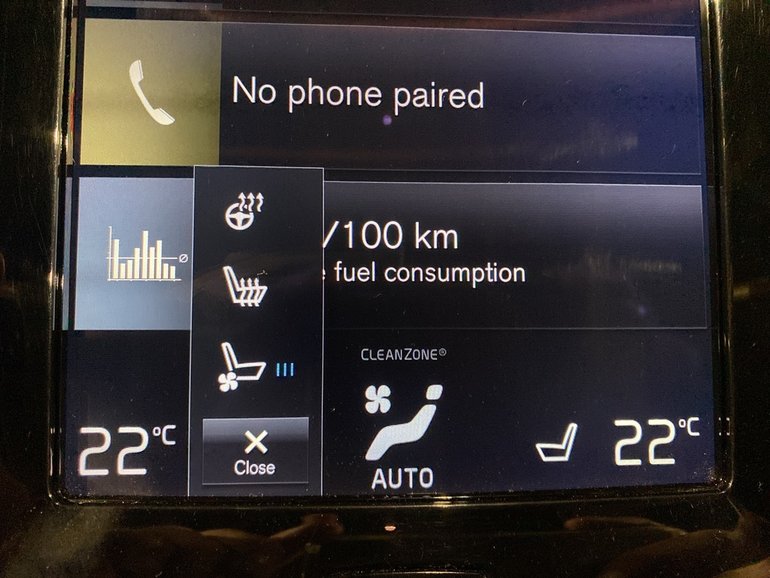 No phone paired
/100 km
fuel consumption
CLEANZONE®
22°C
22°C
AUTO
Close